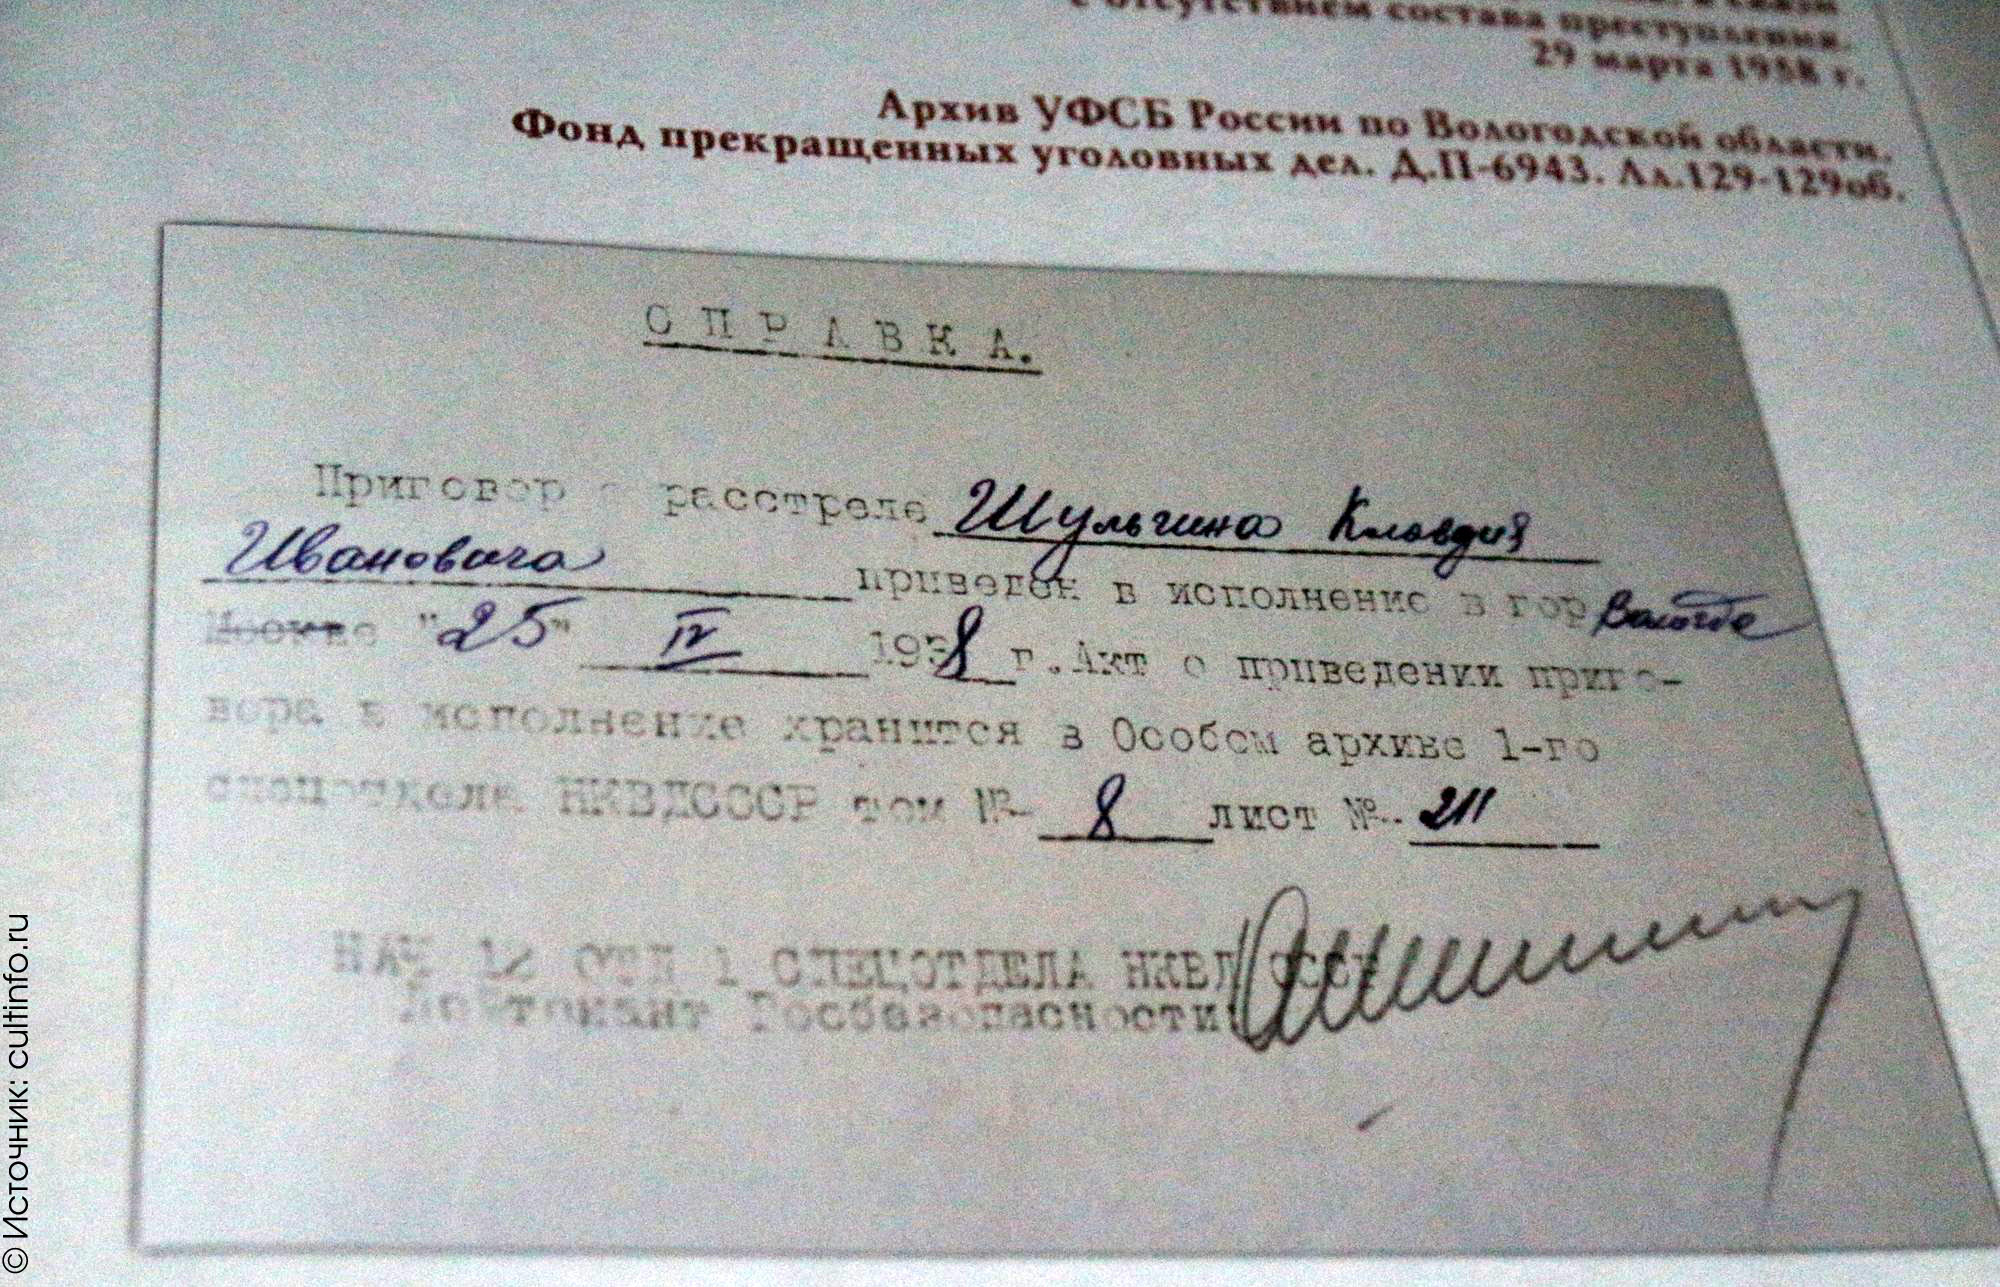 с отсутствием состава преступления.
29 марта 1958 г.
Архив УФСБ России по Вологодской области.
Фонд прекращенных уголовных дел. Д.П-6943. Лл.129-129об.
СПРАВКА.
Приговор о расстреле Шульгина Клавдия
Ивановича приведен в исполнение в гор Вологде
Москве "25" IV 1938 г. Акт о приведении приго-
вора в исполнение хранится в Особом архиве 1-го
спецотдела НКВД СССР том № 8 лист № 211
НАЧ 12 ОТД 1 СПЕЦОТДЕЛА НКВД СССР
Лейтенант Госбезопасности:
© Источник: cultinfo.ru